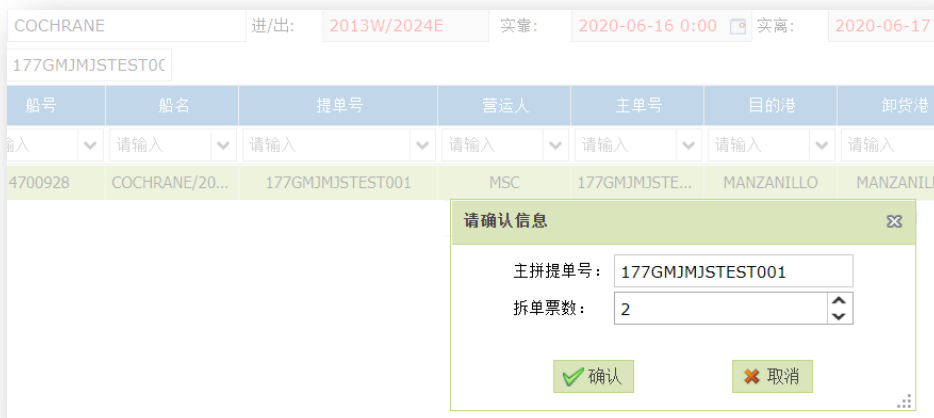 COCHRANE 进/出: 2013W/2024E 实靠: 2020-06-16 0:00 实离: 2020-06-17
177GMJMJSTEST00
船号 船名 提单号 营运人 主单号 目的港 卸货港
输入 请输入 请输入 请输入 请输入 请输入 请输入
4700928 COCHRANE/20... 177GMJMJSTEST001 MSC 177GMJMJSTE... MANZANILLO MANZANIL
请确认信息
主拼提单号: 177GMJMJSTEST001
拆单票数: 2
确认 取消